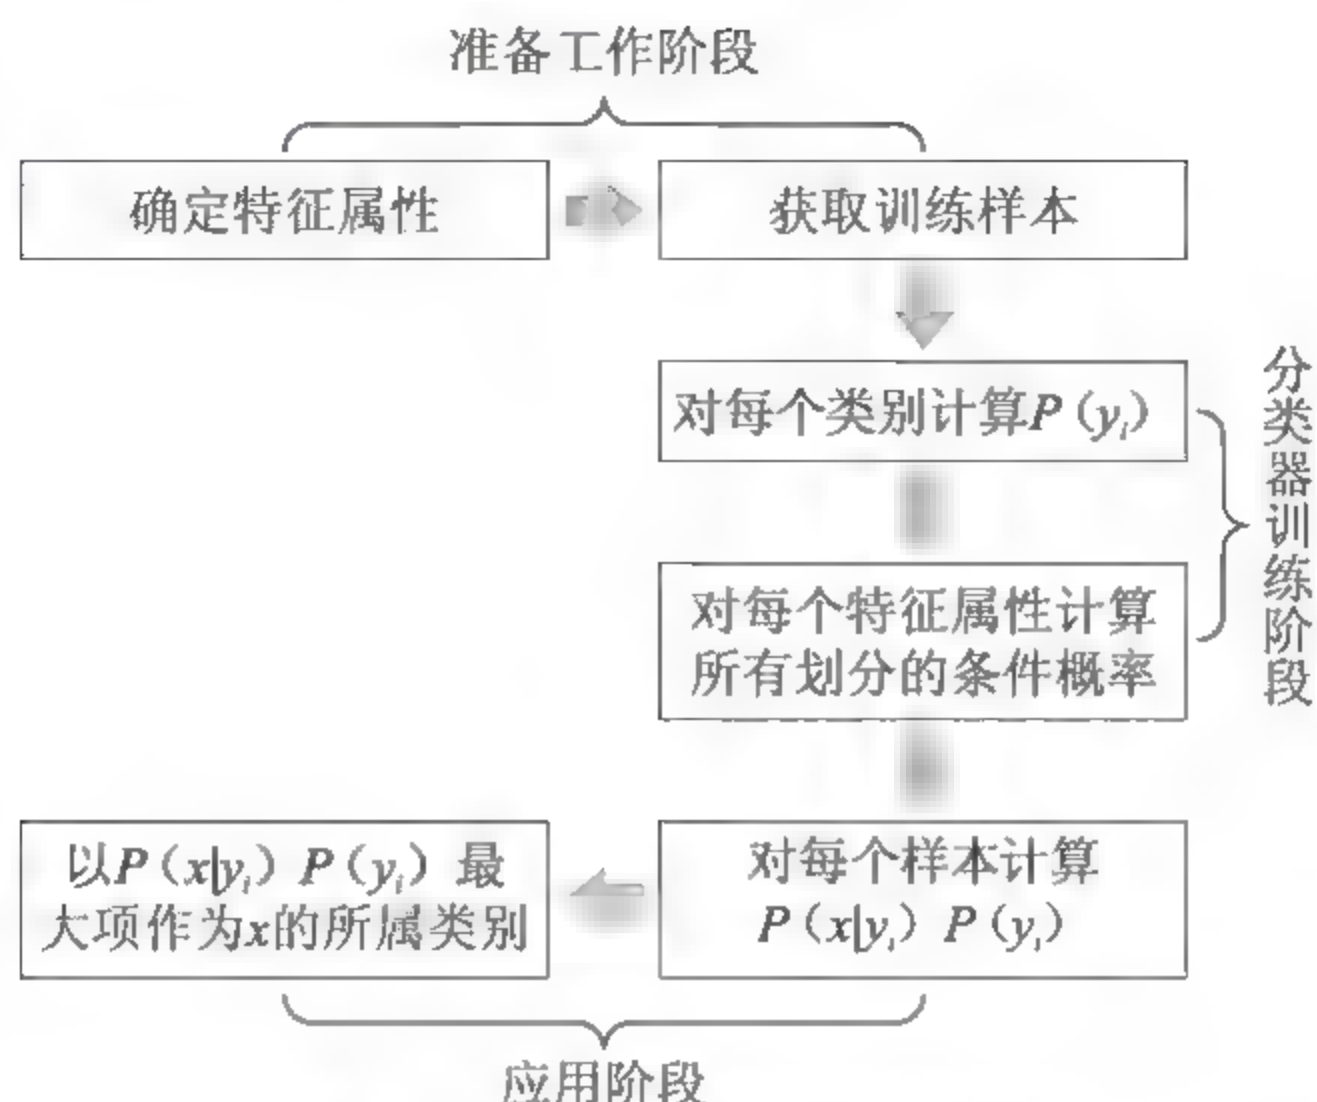 准备工作阶段
确定特征属性
获取训练样本
对每个类别计算P（yᵢ）
对每个特征属性计算
所有划分的条件概率
分类器训练阶段
对每个样本计算
P（x|yᵢ）P（yᵢ）
以P（x|yᵢ）P（yᵢ）最
大项作为x的所属类别
应用阶段